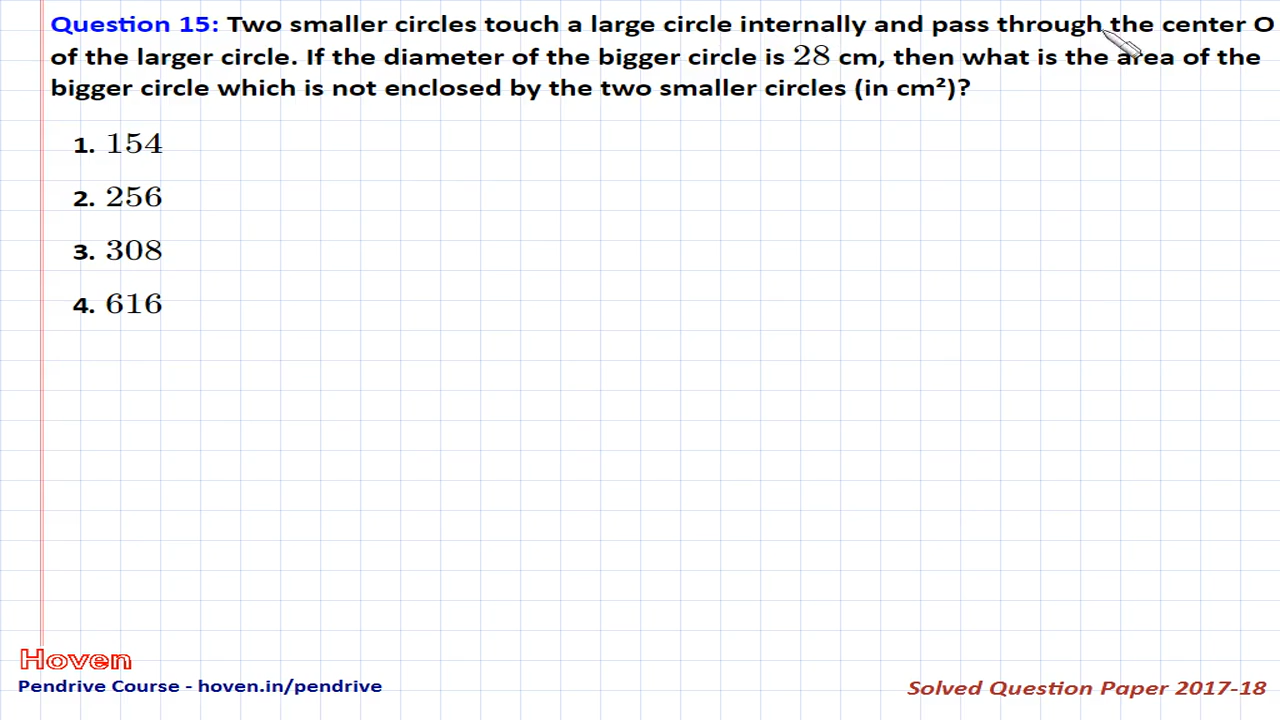 Question 15: Two smaller circles touch a large circle internally and pass through the center O
of the larger circle. If the diameter of the bigger circle is 28 cm, then what is the area of the
bigger circle which is not enclosed by the two smaller circles (in cm²)?
1. 154
2. 256
3. 308
4. 616
Hoven
Pendrive Course - hoven.in/pendrive
Solved Question Paper 2017-18